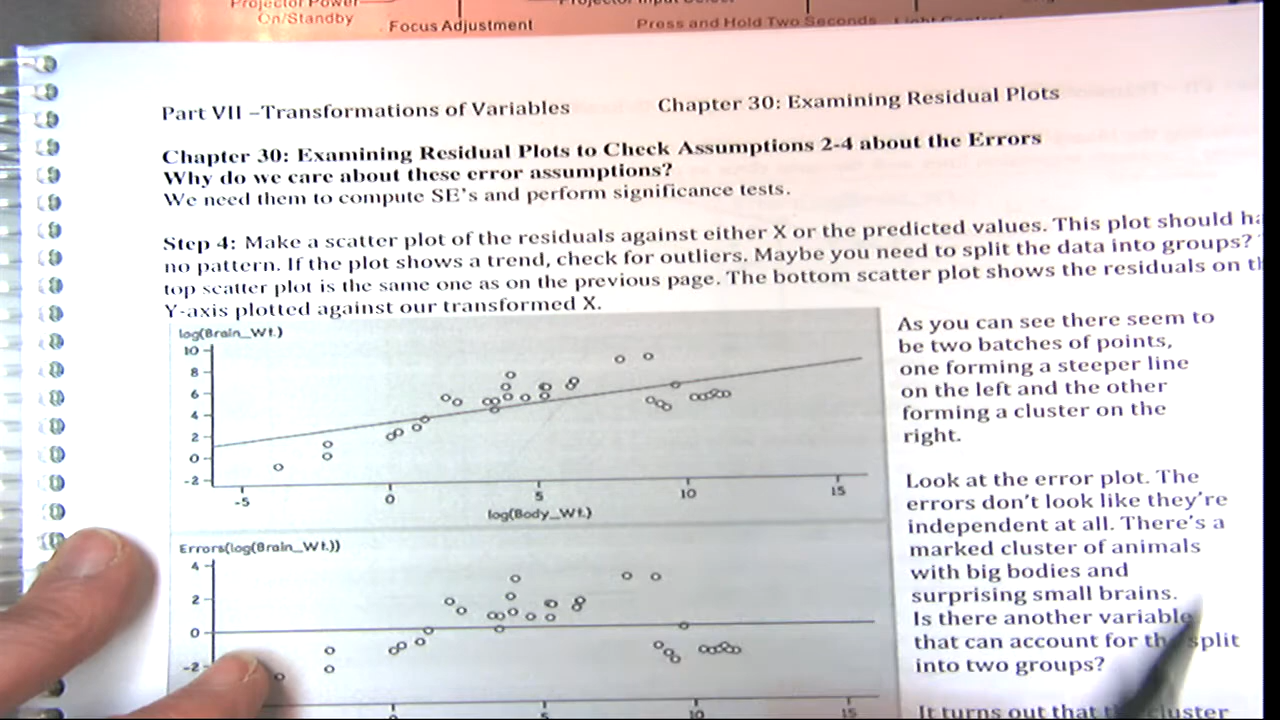 Projector Power
On/Standby
Focus Adjustment
Press and Hold Two Seconds
Part VII –Transformations of Variables Chapter 30: Examining Residual Plots
Chapter 30: Examining Residual Plots to Check Assumptions 2-4 about the Errors
Why do we care about these error assumptions?
We need them to compute SE's and perform significance tests.
Step 4: Make a scatter plot of the residuals against either X or the predicted values. This plot should
no pattern. If the plot shows a trend, check for outliers. Maybe you need to split the data into groups?
top scatter plot is the same one as on the previous page. The bottom scatter plot shows the residuals on
Y-axis plotted against our transformed X.
log(Brain_Wt.)
10
8
6
4
2
0
-2
-5 0 5 10 15
log(Body_Wt.)
As you can see there seem to
be two batches of points,
one forming a steeper line
on the left and the other
forming a cluster on the
right.
Errors(log(Brain_Wt.))
4
2
0
-2
0 5 10 15
Look at the error plot. The
errors don't look like they're
independent at all. There's a
marked cluster of animals
with big bodies and
surprising small brains.
Is there another variable
that can account for the split
into two groups?
It turns out that the cluster